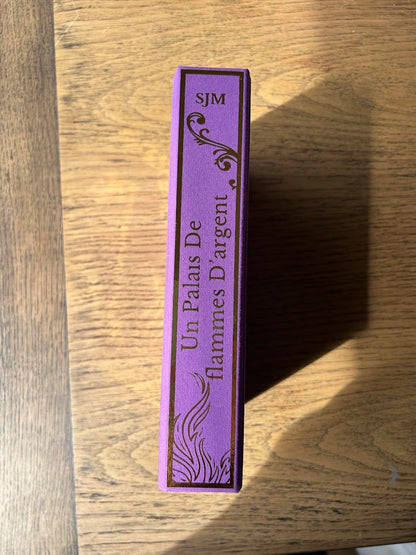 SJM
Un Palais De
flammes D'argent